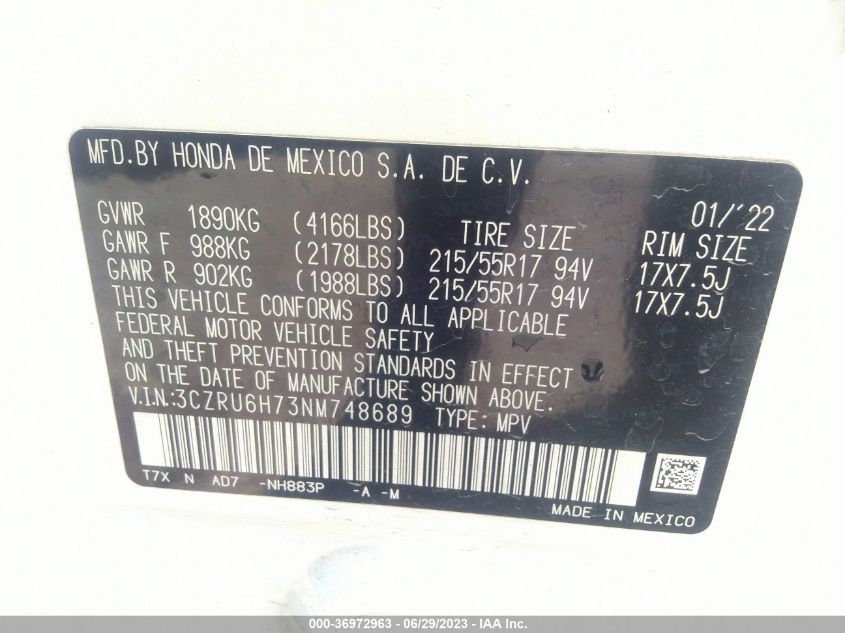 MFD.BY HONDA DE MEXICO S.A. DE C.V.
01/'22
GVWR 1890KG (4166LBS) TIRE SIZE RIM SIZE
GAWR F 988KG (2178LBS) 215/55R17 94V 17X7.5J
GAWR R 902KG (1988LBS) 215/55R17 94V 17X7.5J
THIS VEHICLE CONFORMS TO ALL APPLICABLE
FEDERAL MOTOR VEHICLE SAFETY
AND THEFT PREVENTION STANDARDS IN EFFECT
ON THE DATE OF MANUFACTURE SHOWN ABOVE.
V.I.N.:3CZRU6H73NM748689 TYPE: MPV
T7X N AD7 -NH883P -A -M
MADE IN MEXICO
000-36972963 - 06/29/2023 - IAA Inc.